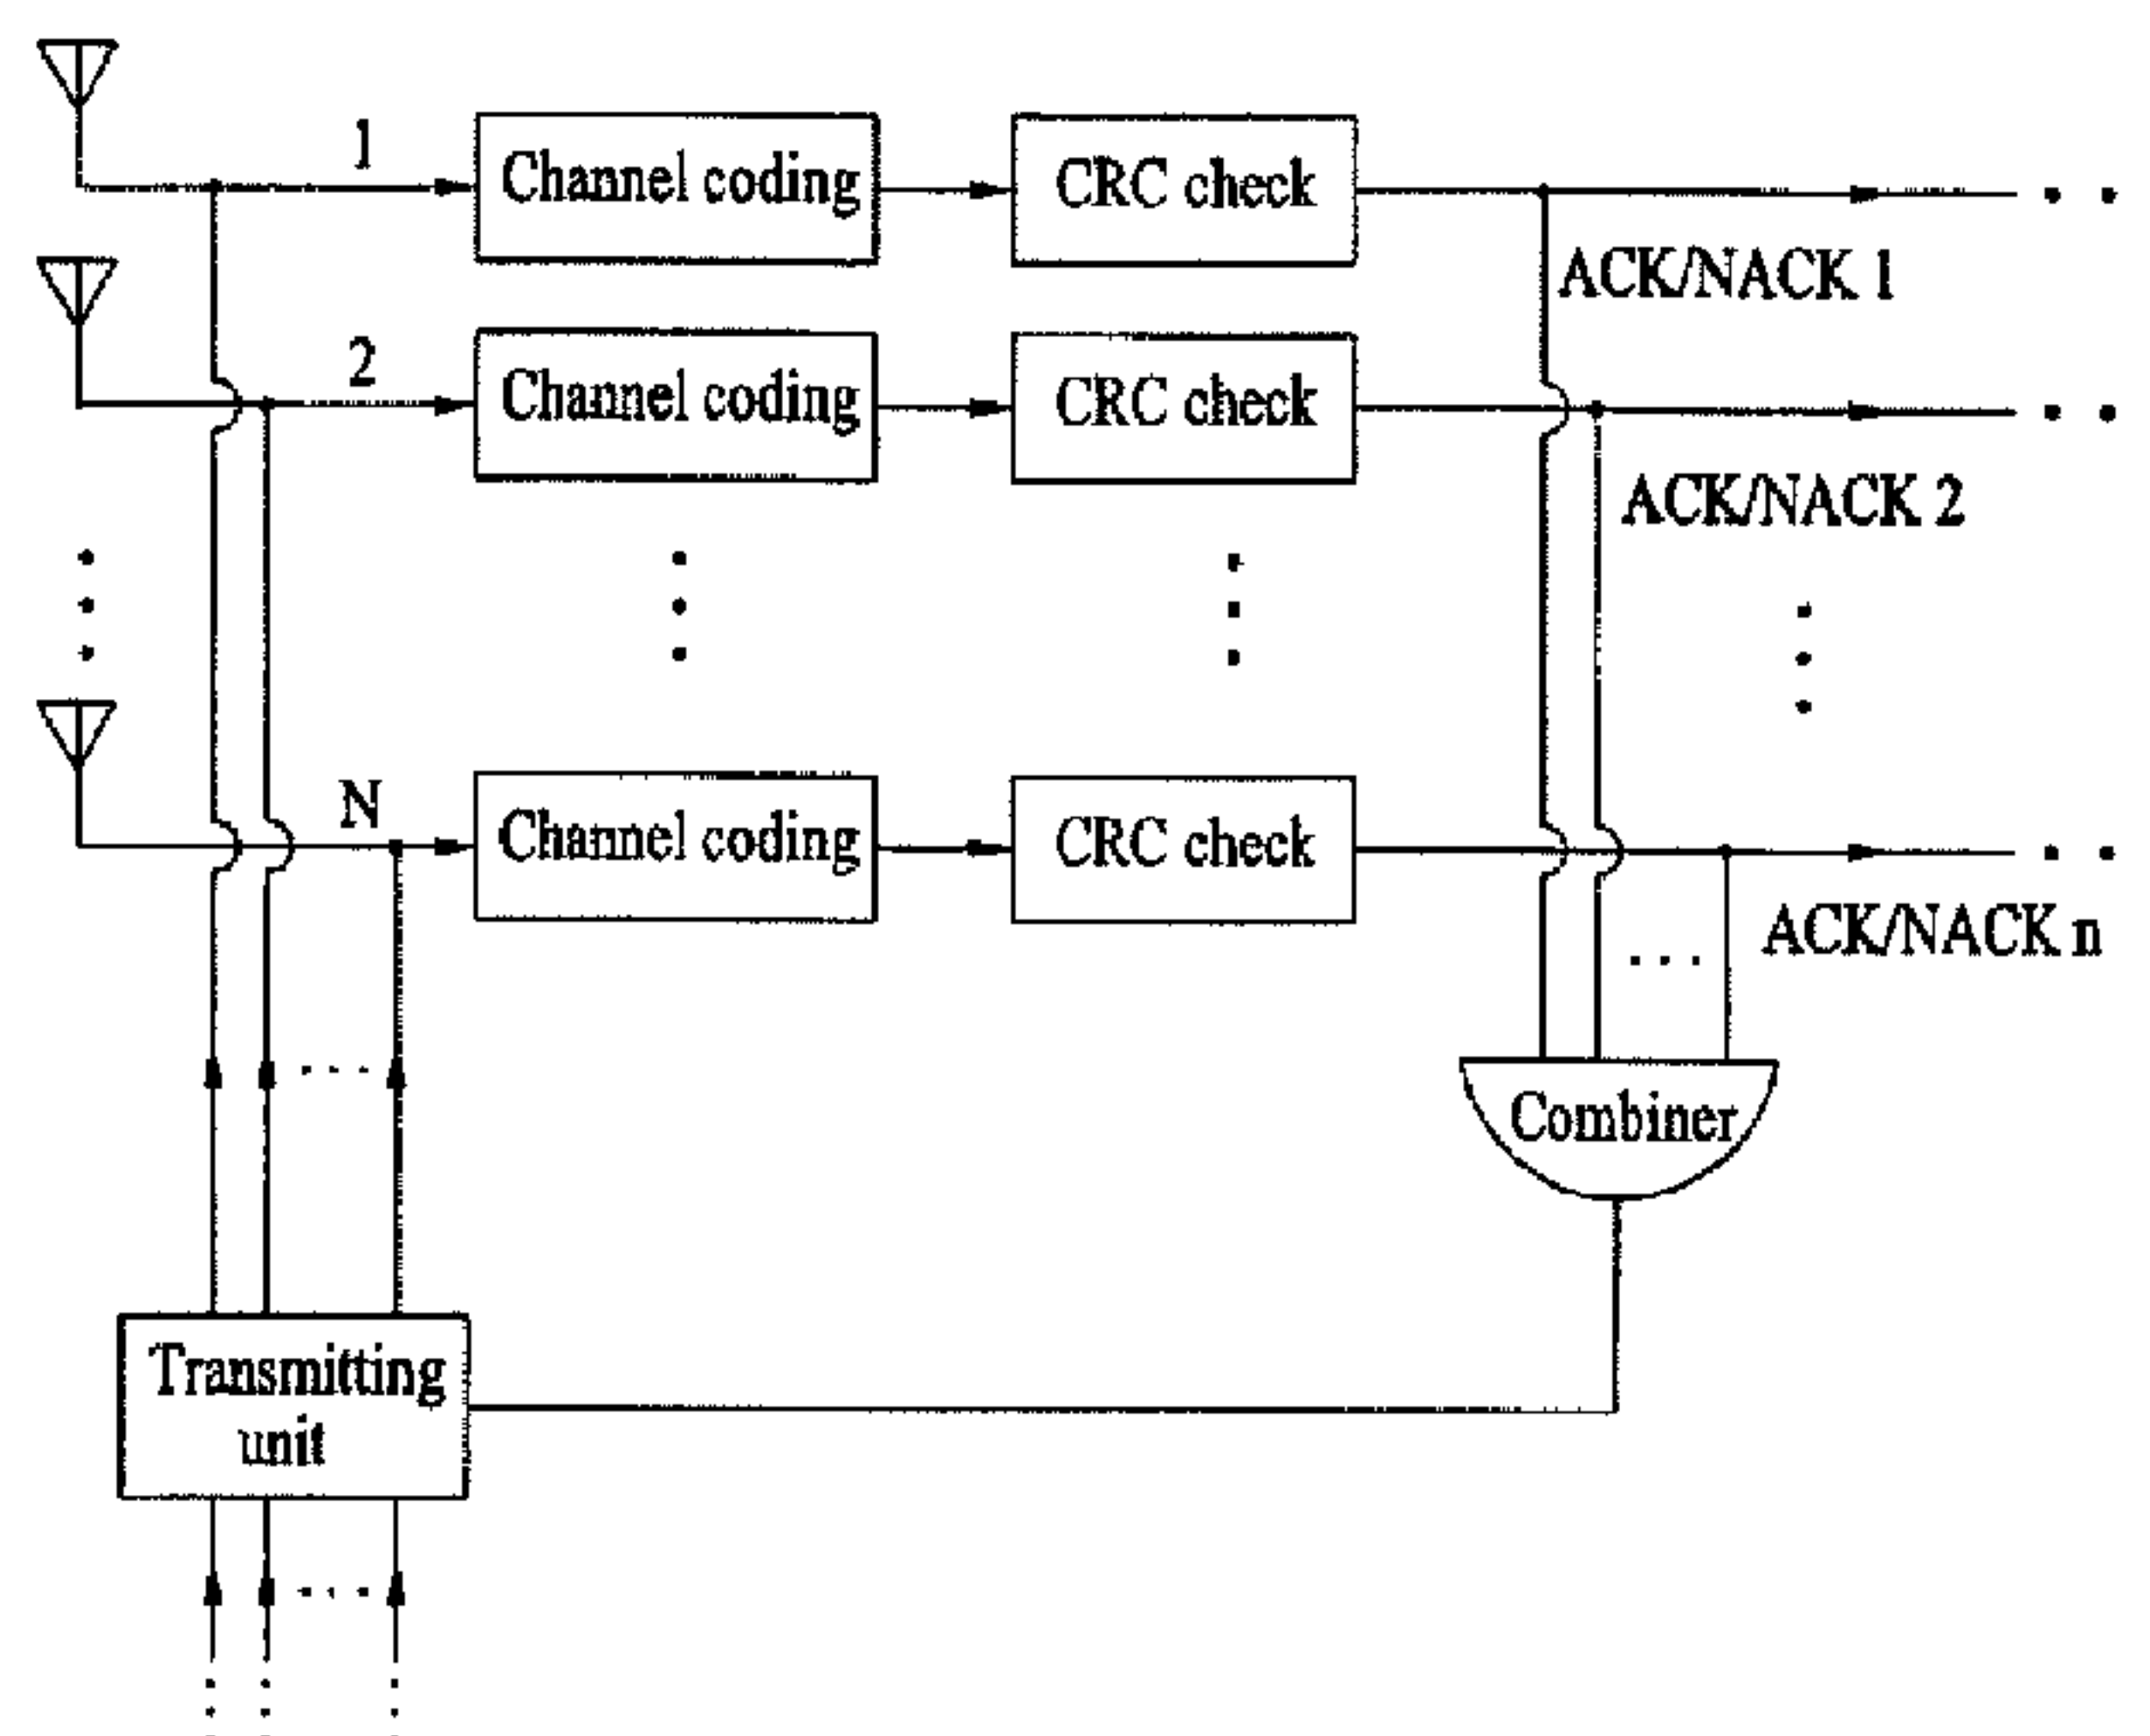 1
Channel coding
CRC check
ACK/NACK 1
2
Channel coding
CRC check
ACK/NACK 2
N
Channel coding
CRC check
ACK/NACK n
Combiner
Transmitting
unit